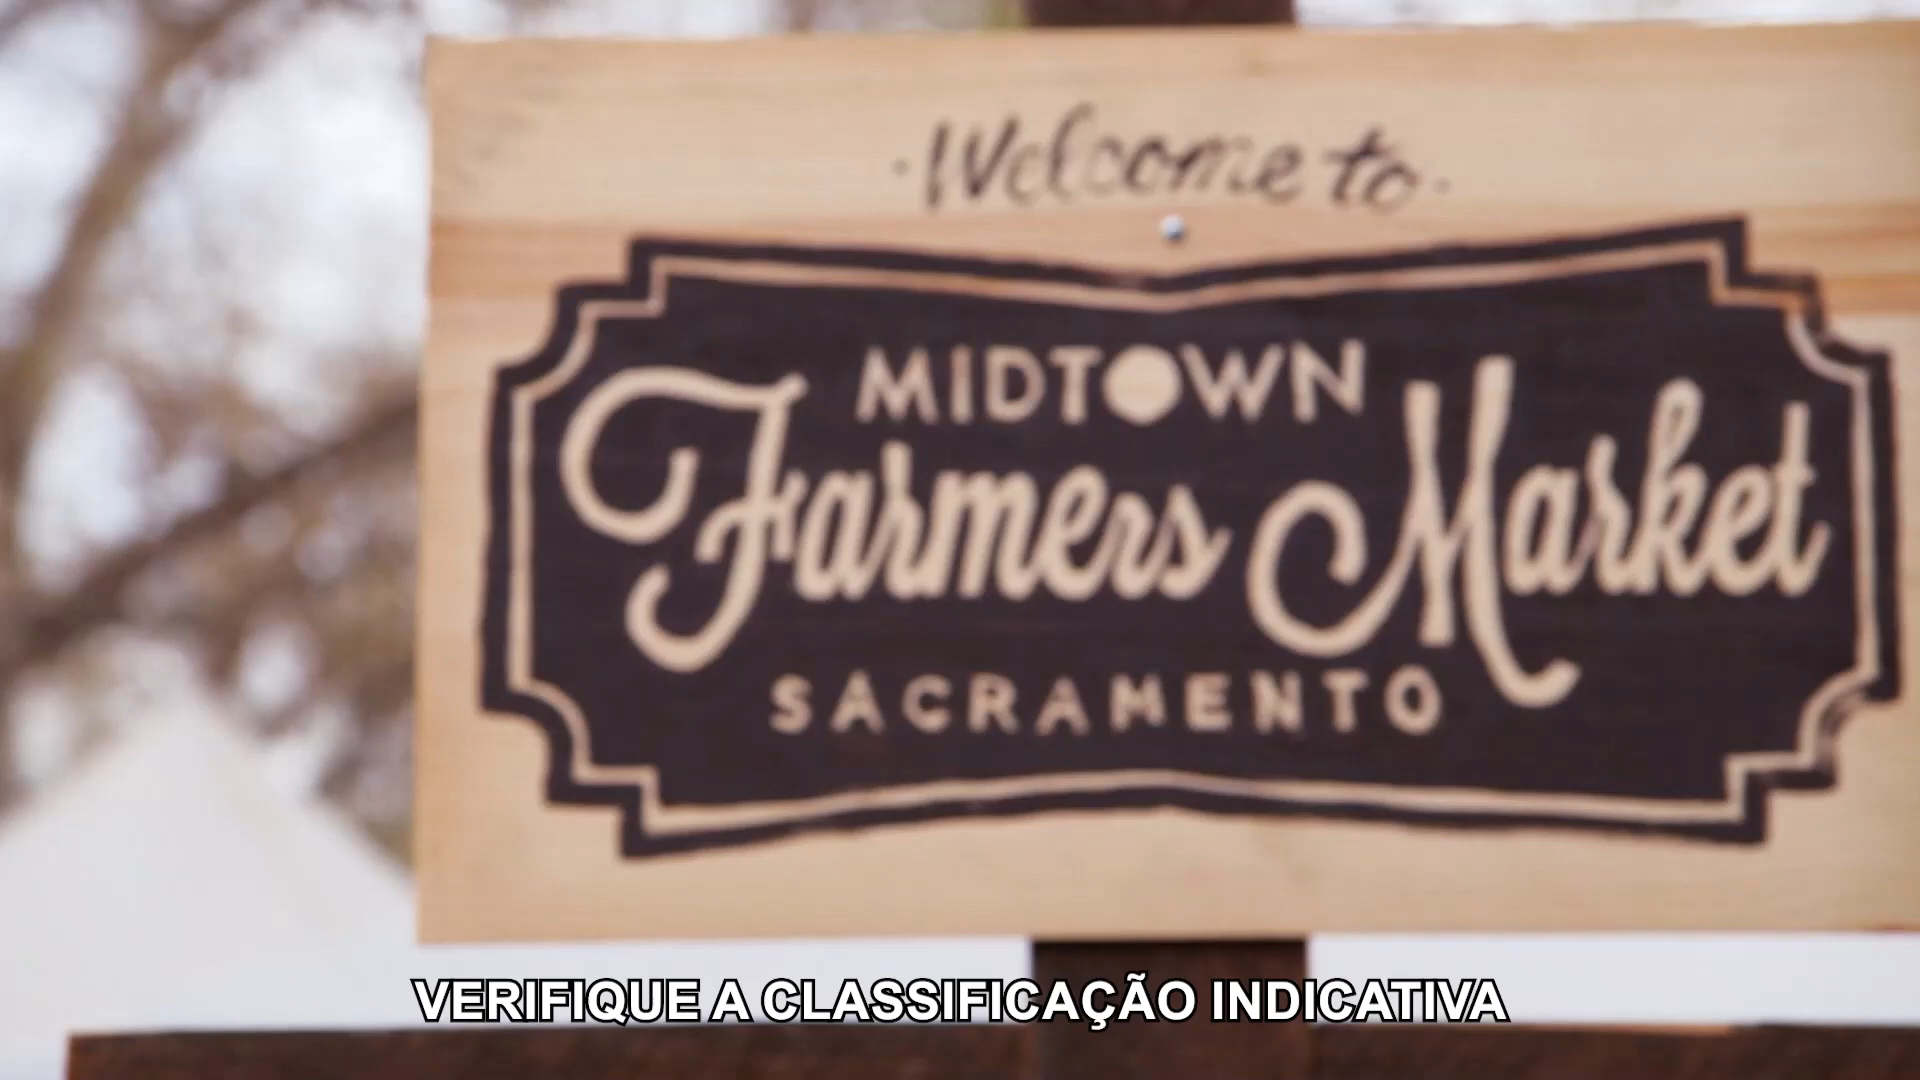 ·Welcome to·
MIDTOWN
Farmers Market
SACRAMENTO
VERIFIQUE A CLASSIFICAÇÃO INDICATIVA